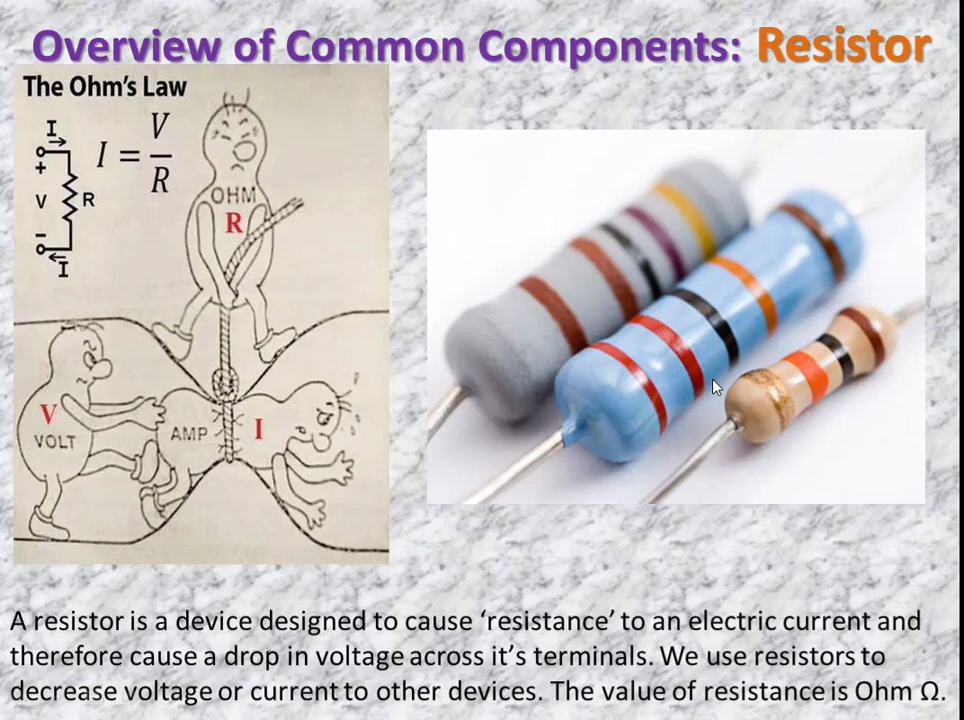 Overview of Common Components: Resistor
The Ohm's Law
I
I = V/R
+
V
R
-
I
OHM
R
V
VOLT
AMP
I
A resistor is a device designed to cause ‘resistance’ to an electric current and
therefore cause a drop in voltage across it’s terminals. We use resistors to
decrease voltage or current to other devices. The value of resistance is Ohm Ω.